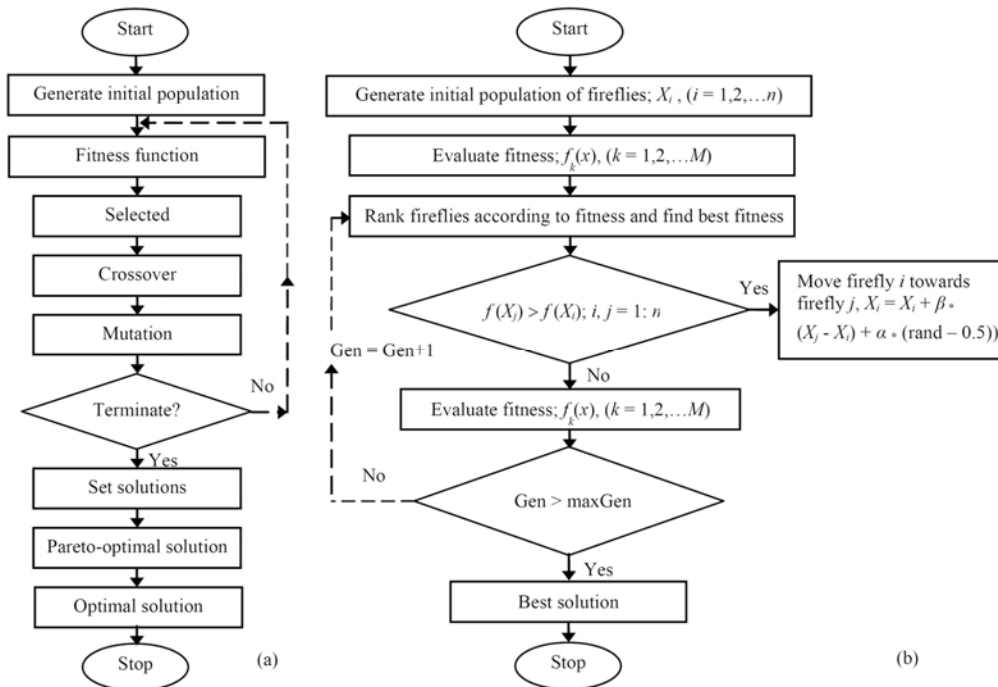 Start
Generate initial population
Fitness function
Selected
Crossover
Mutation
Terminate?
No
Yes
Set solutions
Pareto-optimal solution
Optimal solution
Stop
(a)
Start
Generate initial population of fireflies; Xᵢ , (i = 1,2,…n)
Evaluate fitness; fₖ(x), (k = 1,2,…M)
Rank fireflies according to fitness and find best fitness
f (Xⱼ) > f (Xᵢ); i, j = 1: n
Yes
Move firefly i towards
firefly j, Xᵢ = Xᵢ + β *
(Xⱼ - Xᵢ) + α * (rand – 0.5))
Gen = Gen+1
No
Evaluate fitness; fₖ(x), (k = 1,2,…M)
No
Gen > maxGen
Yes
Best solution
Stop
(b)